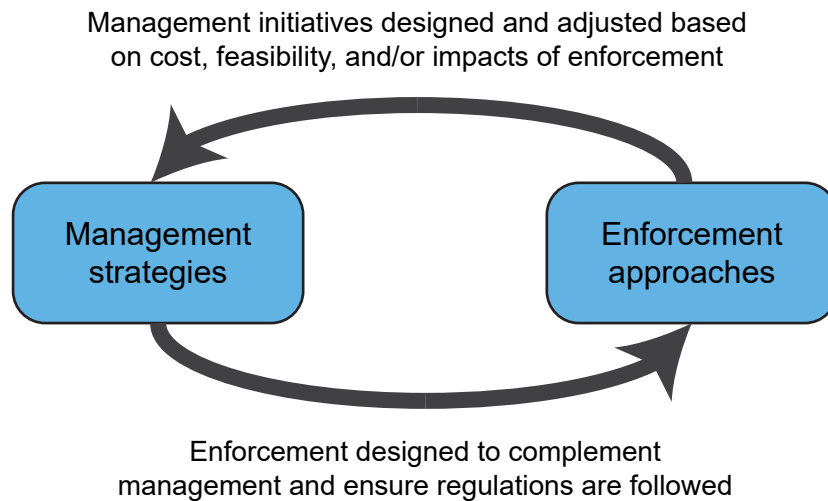 Management initiatives designed and adjusted based
on cost, feasibility, and/or impacts of enforcement
Management
strategies
Enforcement
approaches
Enforcement designed to complement
management and ensure regulations are followed